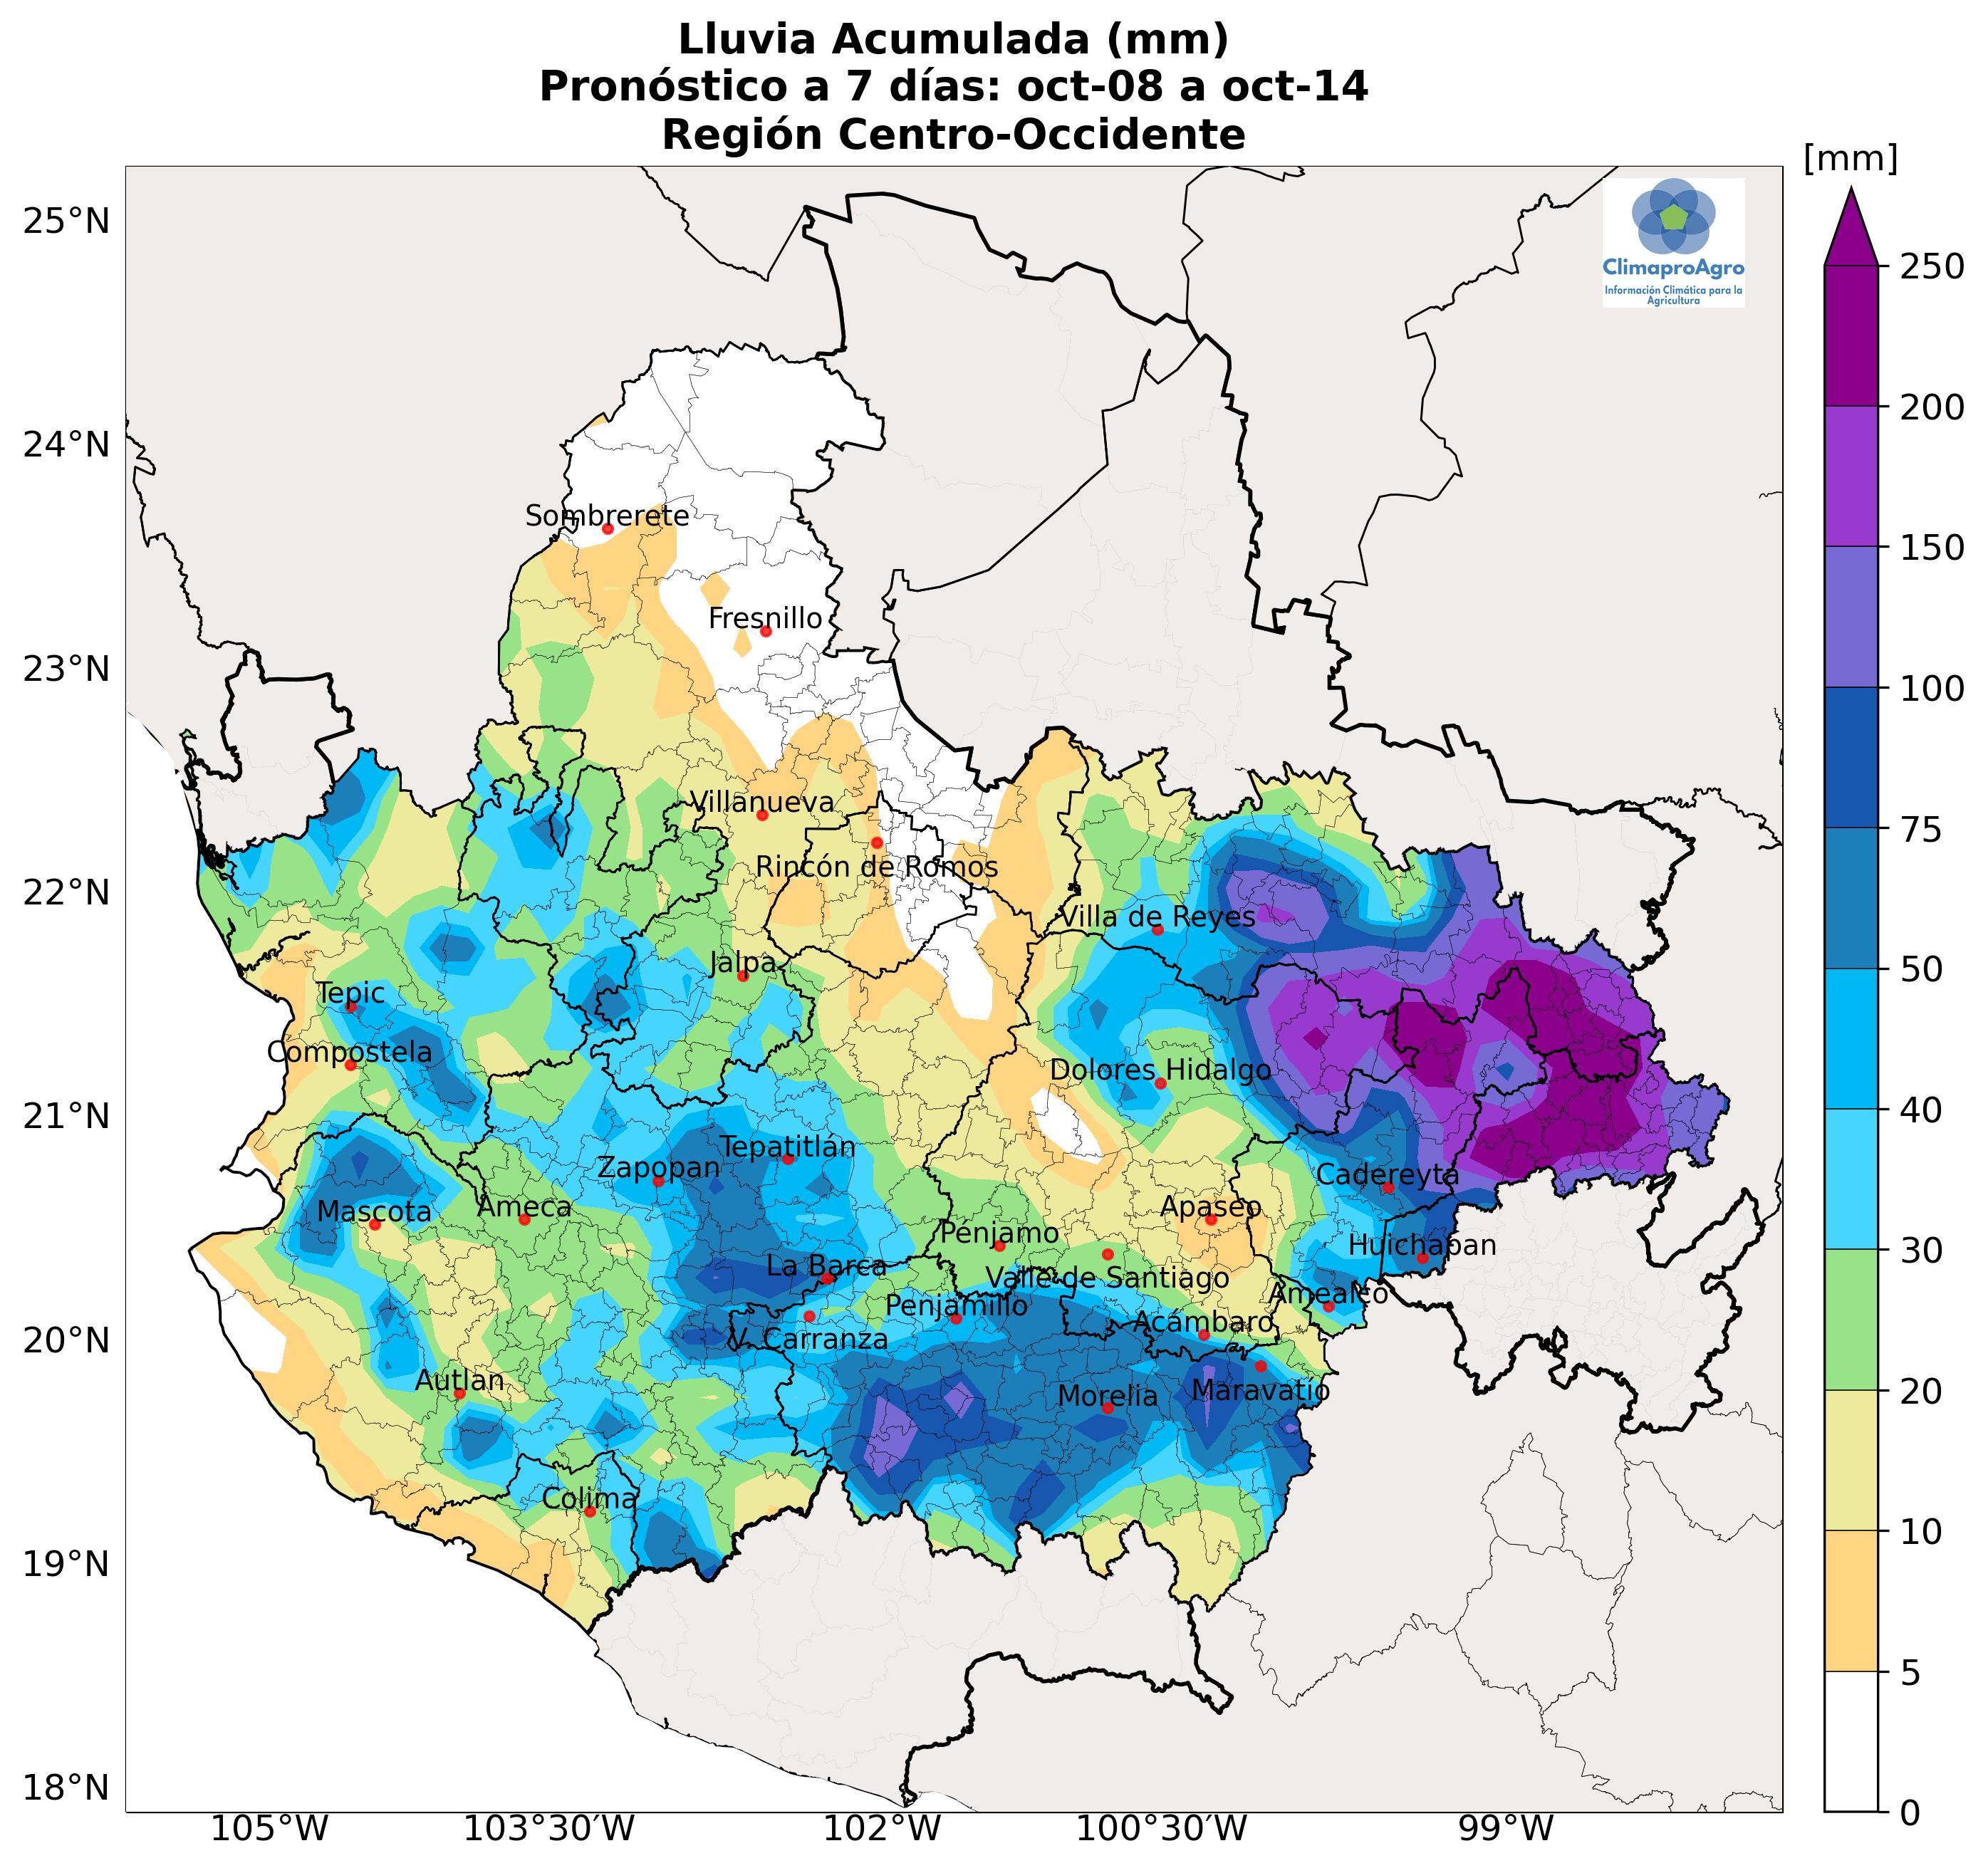 Lluvia Acumulada (mm)
Pronóstico a 7 días: oct-08 a oct-14
Región Centro-Occidente
[mm]
ClimaproAgro
Información Climática para la
Agricultura
25°N
24°N
23°N
22°N
21°N
20°N
19°N
18°N
105°W
103°30'W
102°W
100°30'W
99°W
250
200
150
100
75
50
40
30
20
10
5
0
Sombrerete
Fresnillo
Villanueva
Rincón de Romos
Villa de Reyes
Jalpa
Tepic
Compostela
Dolores Hidalgo
Tepatitlán
Zapopan
Cadereyta
Mascota
Ameca
Apaseo
Penjamo
Huichapan
La Barca
Valle de Santiago
Amealco
Penjamillo
Acámbaro
V. Carranza
Autlan
Morelia
Maravatío
Colima